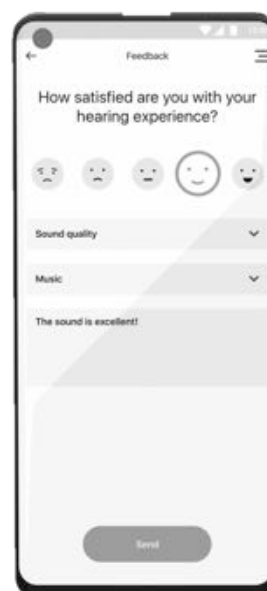 Feedback
How satisfied are you with your
hearing experience?
Sound quality
Music
The sound is excellent!
Send